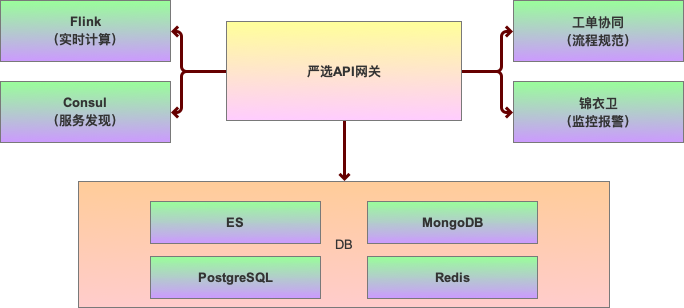 Flink
（实时计算）
Consul
（服务发现）
严选API网关
工单协同
（流程规范）
锦衣卫
（监控报警）
ES
MongoDB
DB
PostgreSQL
Redis